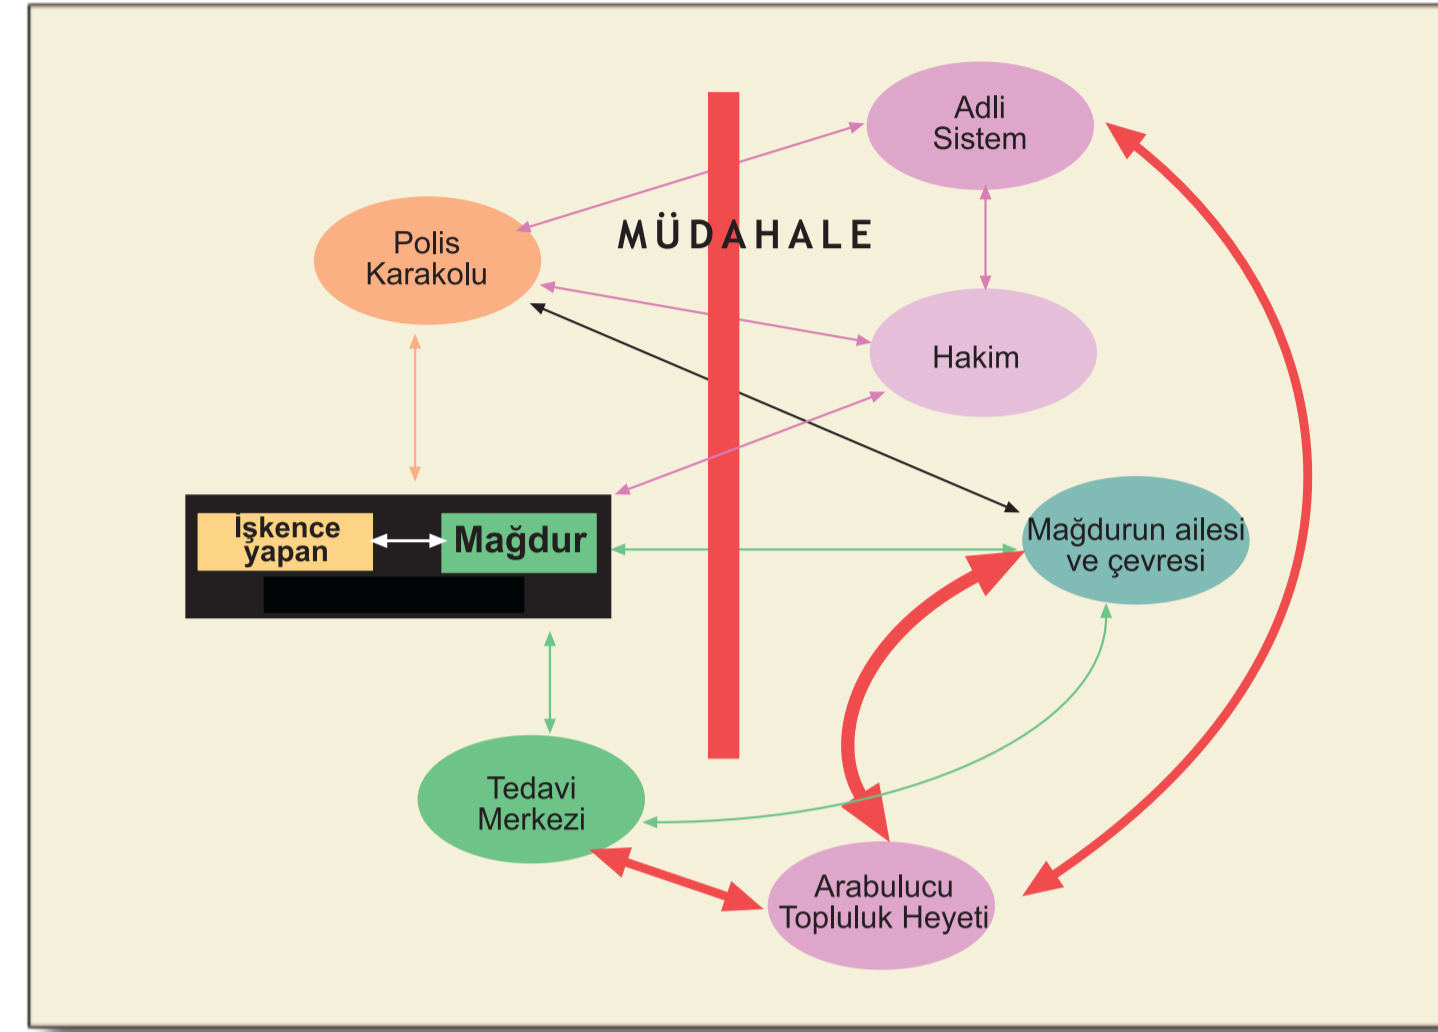 Adli
Sistem
MÜDAHALE
Polis
Karakolu
Hakim
İşkence
yapan
Mağdur
Mağdurun ailesi
ve çevresi
Tedavi
Merkezi
Arabulucu
Topluluk Heyeti